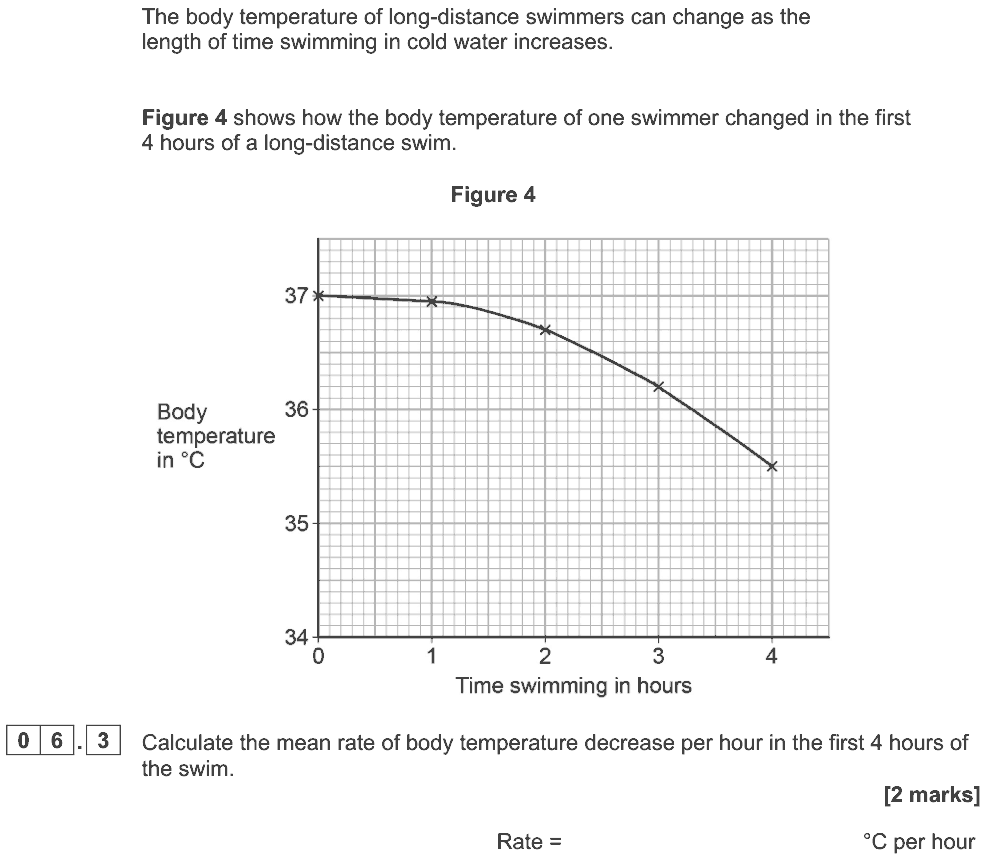 The body temperature of long-distance swimmers can change as the
length of time swimming in cold water increases.
Figure 4 shows how the body temperature of one swimmer changed in the first
4 hours of a long-distance swim.
Figure 4
37
36
35
34
Body
temperature
in °C
0 1 2 3 4
Time swimming in hours
0 6 . 3 Calculate the mean rate of body temperature decrease per hour in the first 4 hours of
the swim.
[2 marks]
Rate = °C per hour